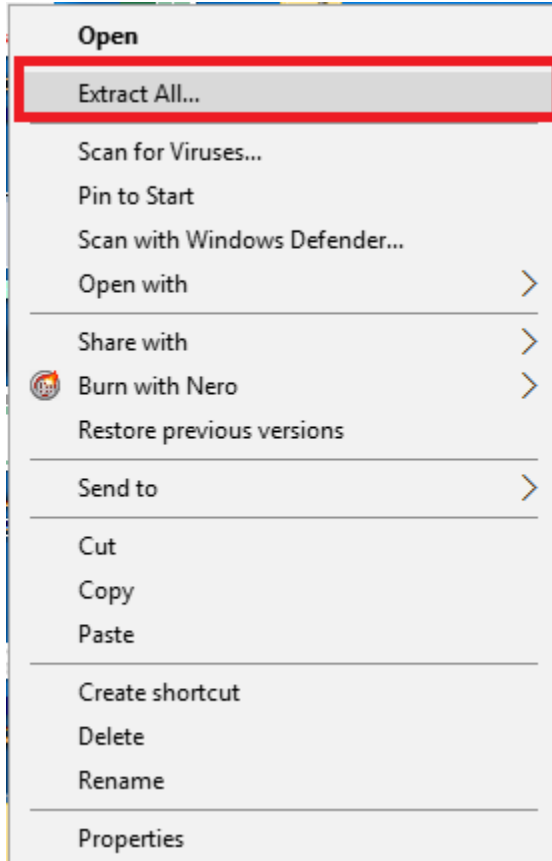 Open
Extract All...
Scan for Viruses...
Pin to Start
Scan with Windows Defender...
Open with
Share with
Burn with Nero
Restore previous versions
Send to
Cut
Copy
Paste
Create shortcut
Delete
Rename
Properties